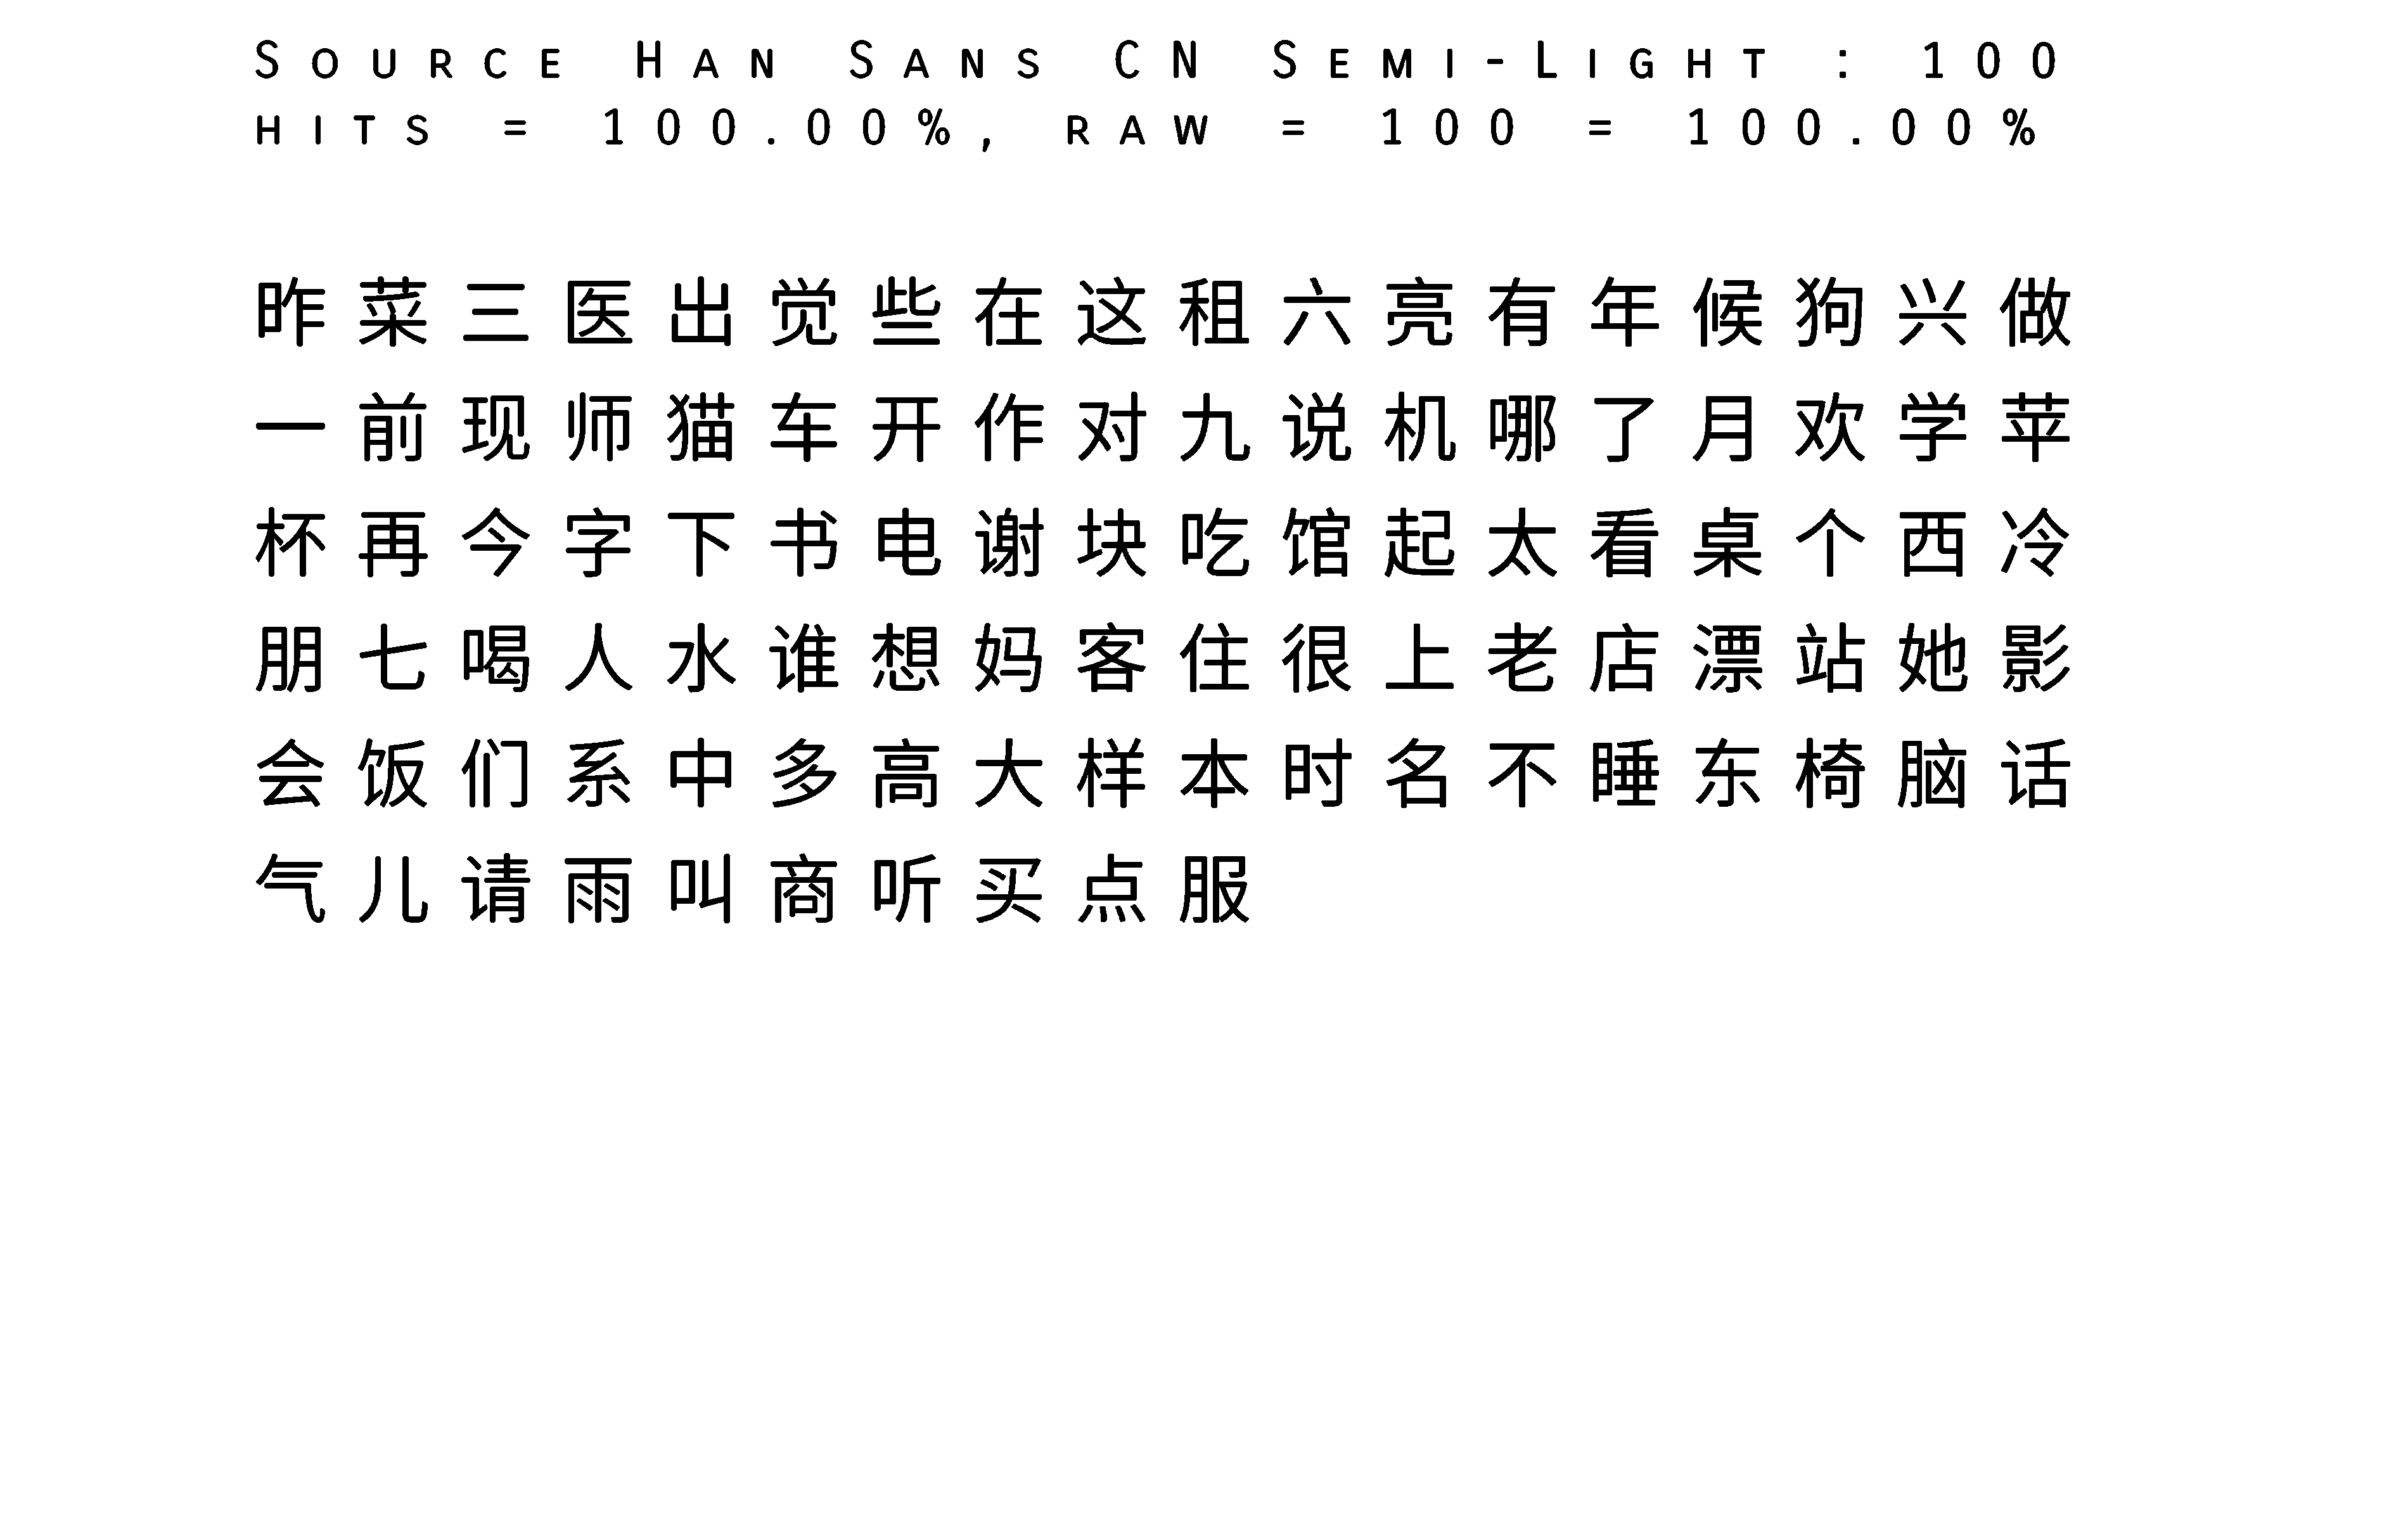 Source Han Sans CN Semi-Light : 100
hits = 100.00%, raw = 100 = 100.00%
昨菜三医出觉些在这租六亮有年候狗兴做
一前现师猫车开作对九说机哪了月欢学苹
杯再今字下书电谢块吃馆起太看桌个西冷
朋七喝人水谁想妈客住很上老店漂站她影
会饭们系中多高大样本时名不睡东椅脑话
气儿请雨叫商听买点服